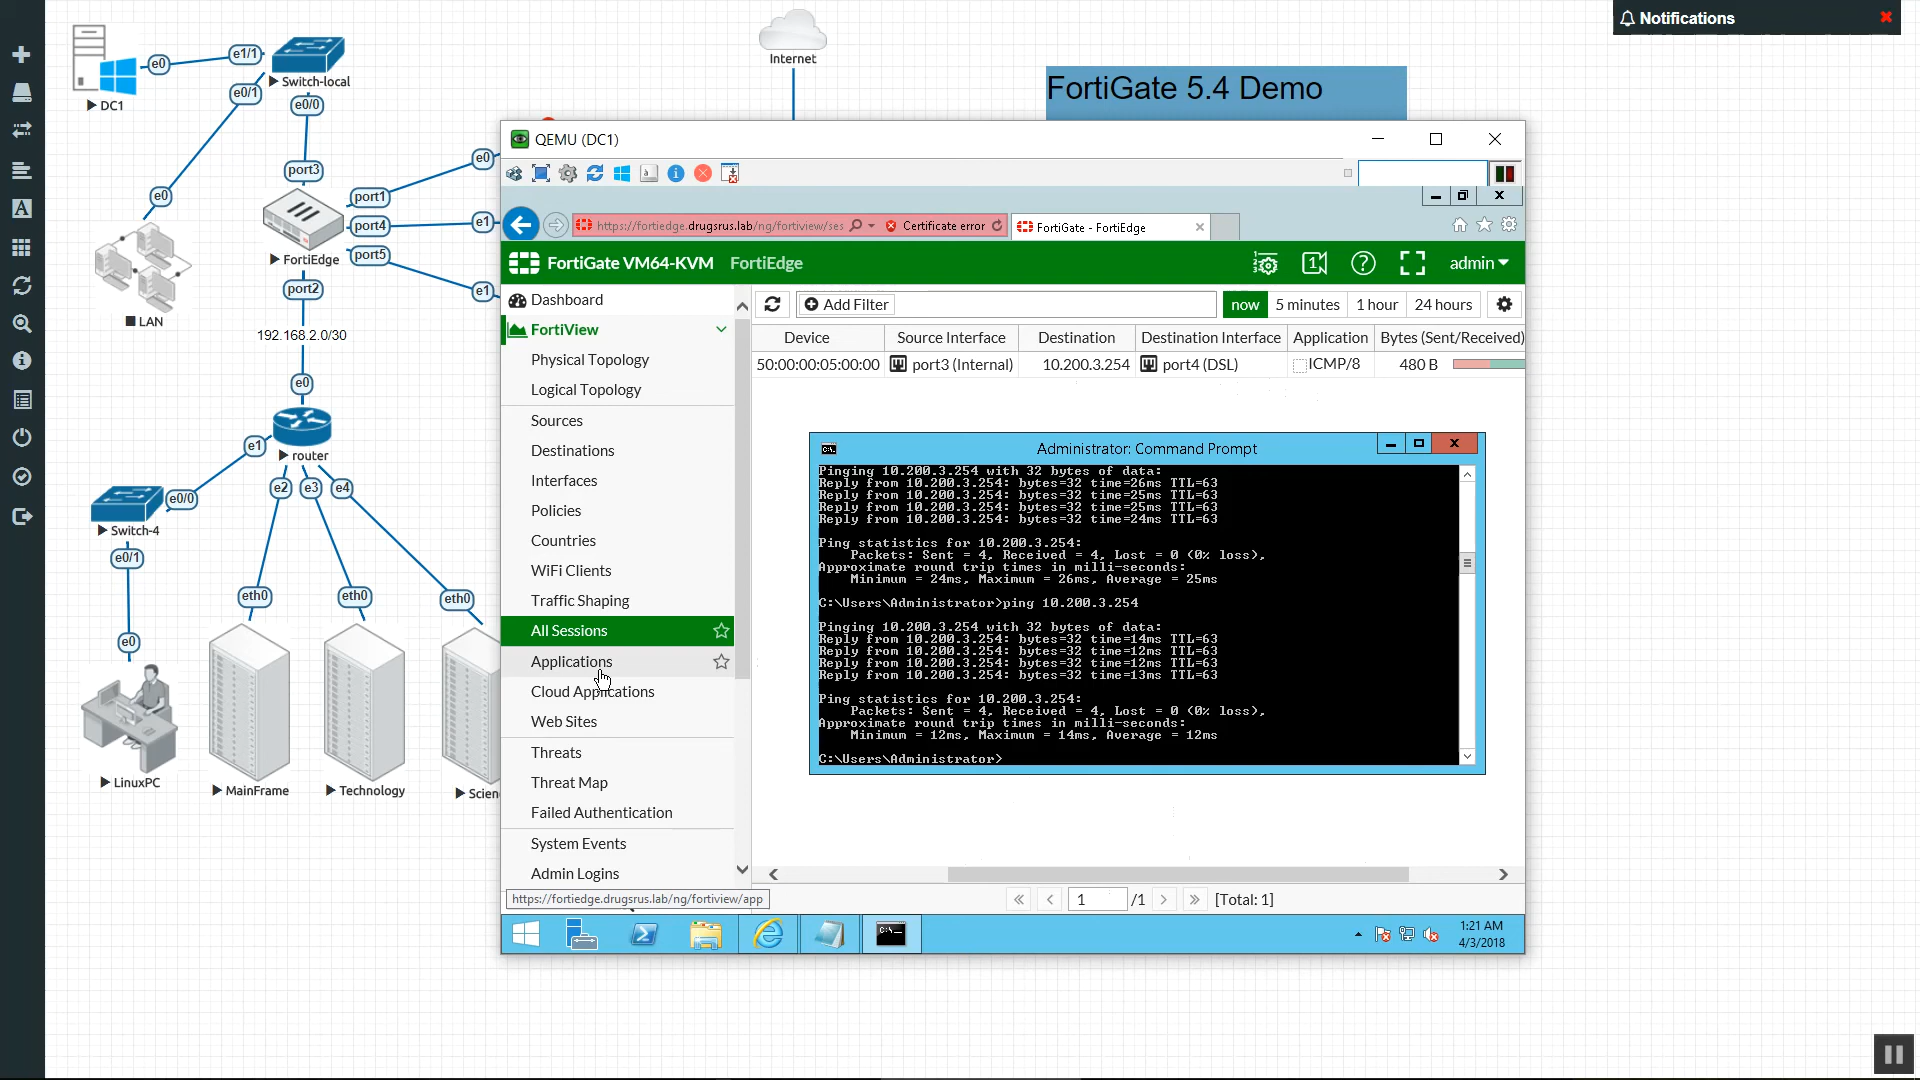 Notifications
Internet
FortiGate 5.4 Demo
DC1
e0
e1/1
Switch-local
e0/1
e0/0
port3
e0
port1
port4
port5
FortiEdge
port2
e0
e1
e1
LAN
192.168.2.0/30
e0
router
e1
e2
e3
e4
e0/0
Switch-4
e0/1
e0
eth0
eth0
eth0
LinuxPC
MainFrame
Technology
Scien
QEMU (DC1)
https://fortiedge.drugsrus.lab/ng/fortiview/ses
Certificate error
FortiGate - FortiEdge
FortiGate VM64-KVM
FortiEdge
1
admin
Dashboard
FortiView
Physical Topology
Logical Topology
Sources
Destinations
Interfaces
Policies
Countries
WiFi Clients
Traffic Shaping
All Sessions
Applications
Cloud Applications
Web Sites
Threats
Threat Map
Failed Authentication
System Events
Admin Logins
https://fortiedge.drugsrus.lab/ng/fortiview/app
Add Filter
now
5 minutes
1 hour
24 hours
Device
Source Interface
Destination
Destination Interface
Application
Bytes (Sent/Received)
50:00:00:05:00:00
port3 (Internal)
10.200.3.254
port4 (DSL)
ICMP/8
480 B
Administrator: Command Prompt
Pinging 10.200.3.254 with 32 bytes of data:
Reply from 10.200.3.254: bytes=32 time=26ms TTL=63
Reply from 10.200.3.254: bytes=32 time=25ms TTL=63
Reply from 10.200.3.254: bytes=32 time=25ms TTL=63
Reply from 10.200.3.254: bytes=32 time=24ms TTL=63
Ping statistics for 10.200.3.254:
Packets: Sent = 4, Received = 4, Lost = 0 (0% loss),
Approximate round trip times in milli-seconds:
Minimum = 24ms, Maximum = 26ms, Average = 25ms
C:\Users\Administrator>ping 10.200.3.254
Pinging 10.200.3.254 with 32 bytes of data:
Reply from 10.200.3.254: bytes=32 time=14ms TTL=63
Reply from 10.200.3.254: bytes=32 time=12ms TTL=63
Reply from 10.200.3.254: bytes=32 time=12ms TTL=63
Reply from 10.200.3.254: bytes=32 time=13ms TTL=63
Ping statistics for 10.200.3.254:
Packets: Sent = 4, Received = 4, Lost = 0 (0% loss),
Approximate round trip times in milli-seconds:
Minimum = 12ms, Maximum = 14ms, Average = 12ms
C:\Users\Administrator>
1 /1 [Total: 1]
1:21 AM
4/3/2018